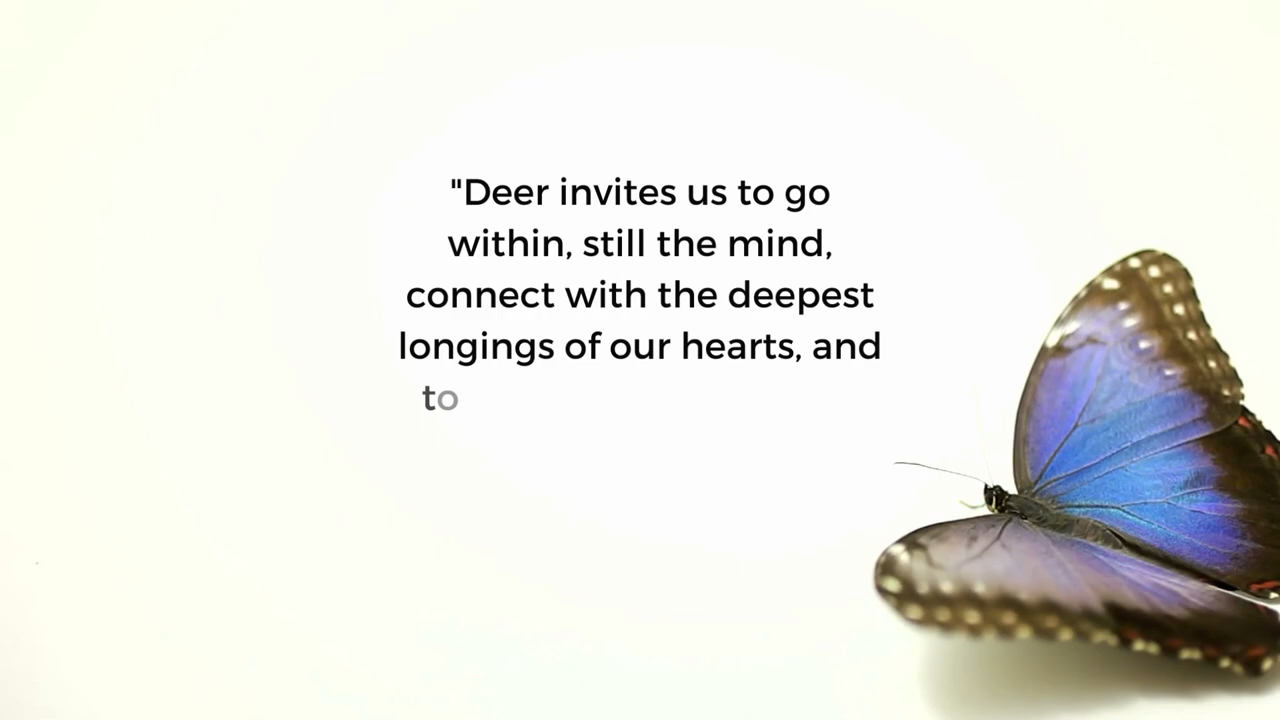 "Deer invites us to go
within, still the mind,
connect with the deepest
longings of our hearts, and
to